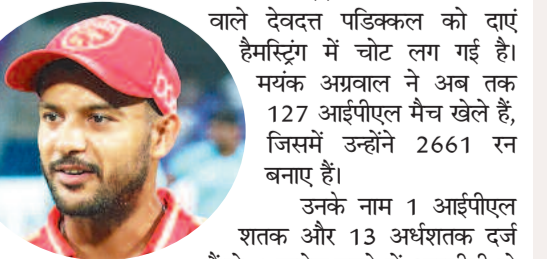 वाले देवदत्त पडिक्कल को दाएं
हैमस्ट्रिंग में चोट लग गई है।
मयंक अग्रवाल ने अब तक
127 आईपीएल मैच खेले हैं,
जिसमें उन्होंने 2661 रन
बनाए हैं।
उनके नाम 1 आईपीएल
शतक और 13 अर्धशतक दर्ज